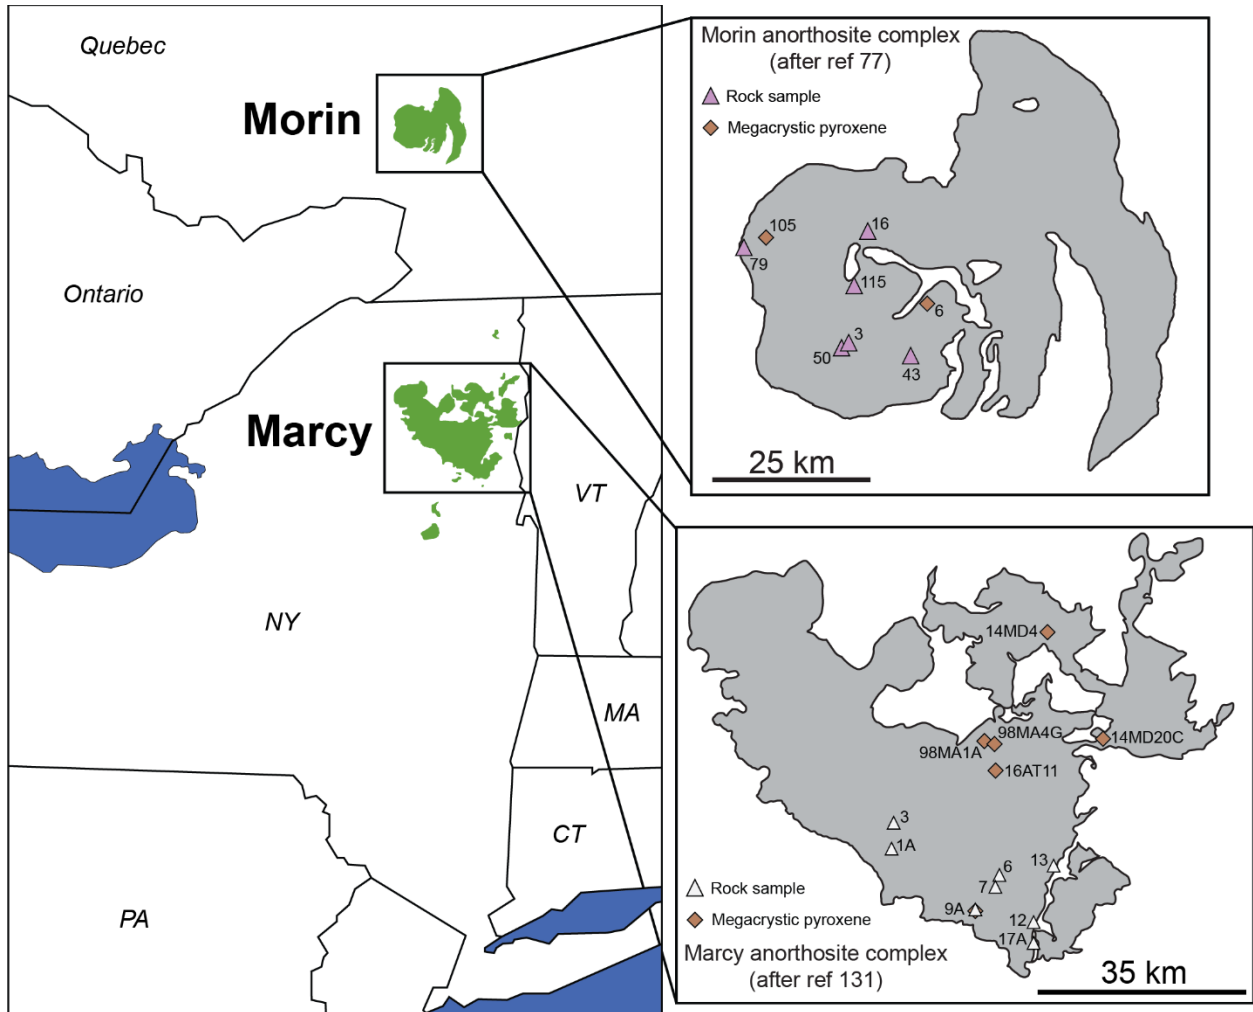 Quebec
Morin
Ontario
Marcy
NY
VT
MA
CT
PA
Morin anorthosite complex
(after ref 77)
Rock sample
Megacrystic pyroxene
105
79
16
115
6
3
50
43
25 km
14MD4
98MA4G
98MA1A
14MD20C
16AT11
3
1A
13
6
7
9A
12
17A
Rock sample
Megacrystic pyroxene
Marcy anorthosite complex
(after ref 131)
35 km